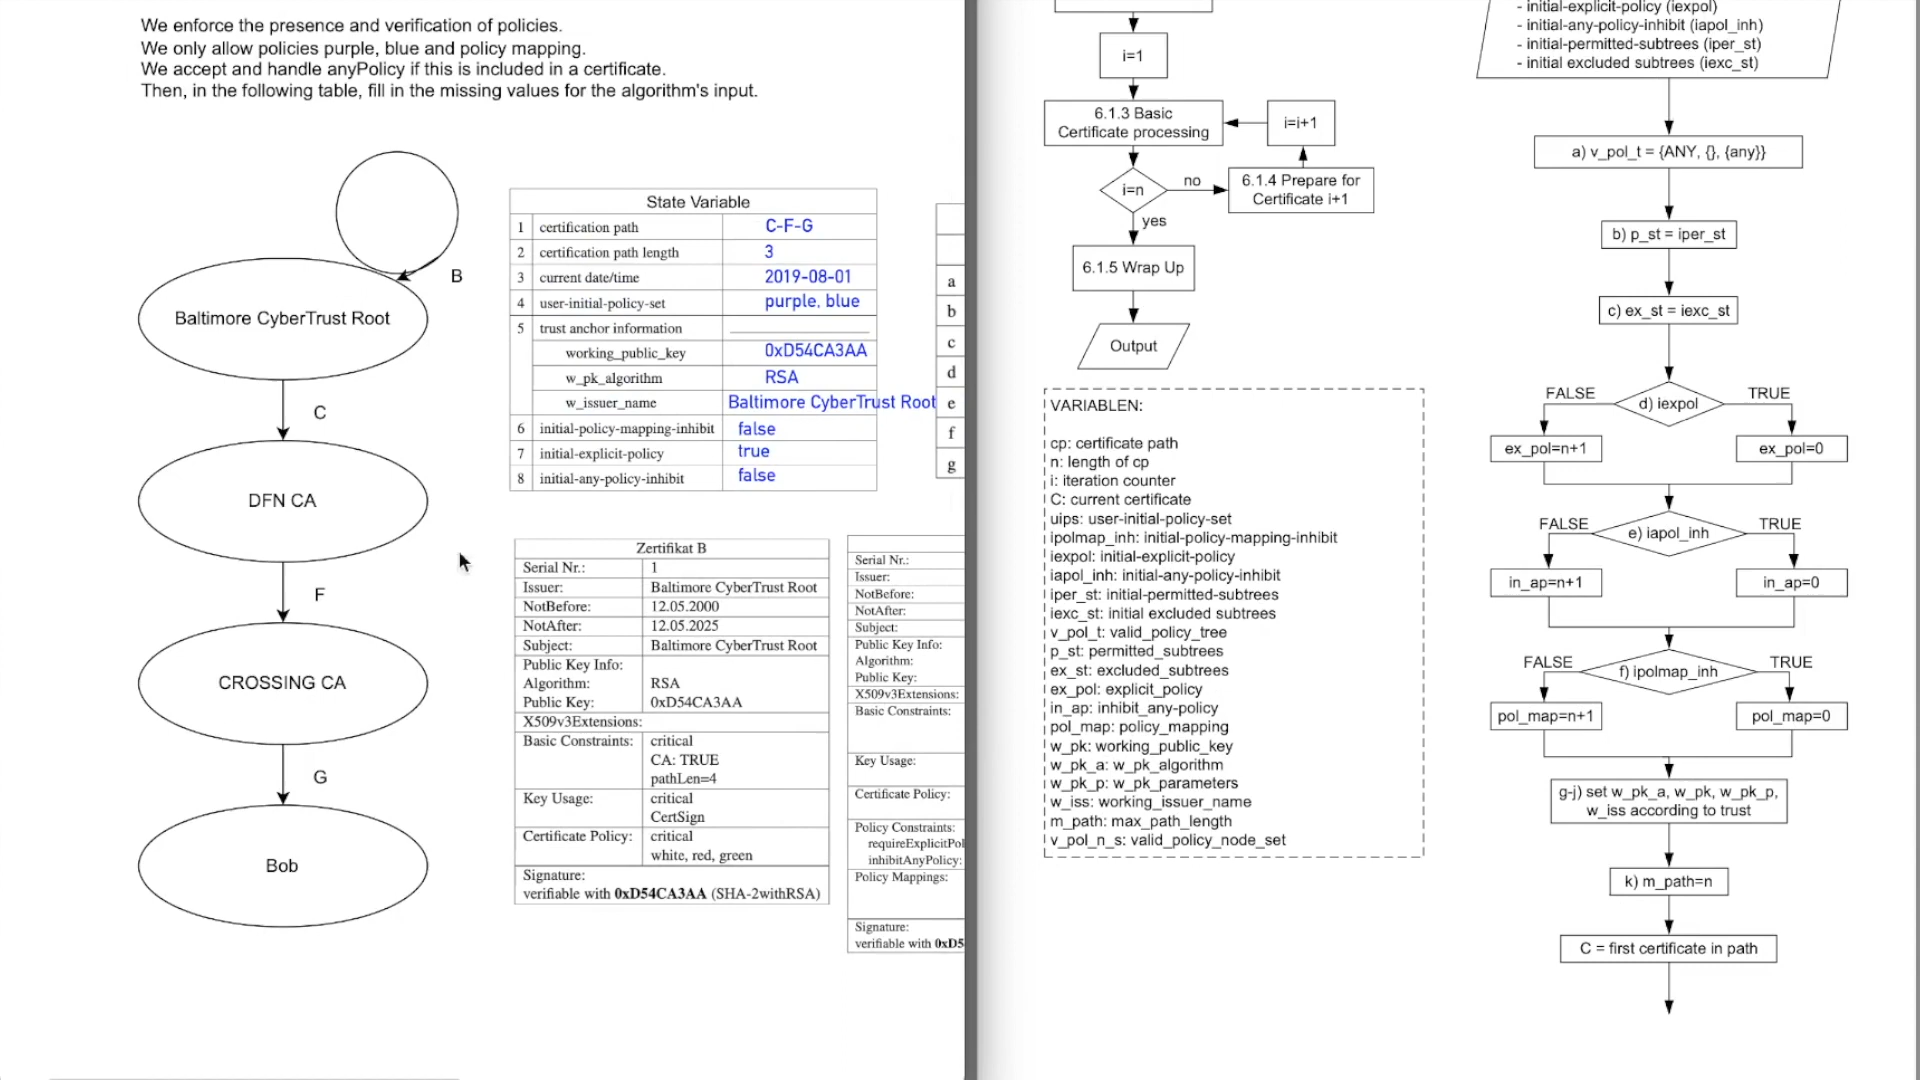 We enforce the presence and verification of policies.
We only allow policies purple, blue and policy mapping.
We accept and handle anyPolicy if this is included in a certificate.
Then, in the following table, fill in the missing values for the algorithm's input.
B
Baltimore CyberTrust Root
C
DFN CA
F
CROSSING CA
G
Bob
State Variable
1 certification path C-F-G
2 certification path length 3
3 current date/time 2019-08-01
4 user-initial-policy-set purple, blue
5 trust anchor information
working_public_key 0xD54CA3AA
w_pk_algorithm RSA
w_issuer_name Baltimore CyberTrust Root
6 initial-policy-mapping-inhibit false
7 initial-explicit-policy true
8 initial-any-policy-inhibit false
a
b
c
d
e
f
g
Zertifikat B
Serial Nr.: 1
Issuer: Baltimore CyberTrust Root
NotBefore: 12.05.2000
NotAfter: 12.05.2025
Subject: Baltimore CyberTrust Root
Public Key Info:
Algorithm: RSA
Public Key: 0xD54CA3AA
X509v3Extensions:
Basic Constraints: critical
CA: TRUE
pathLen=4
Key Usage: critical
CertSign
Certificate Policy: critical
white, red, green
Signature:
verifiable with 0xD54CA3AA (SHA-2withRSA)
Serial Nr.:
Issuer:
NotBefore:
NotAfter:
Subject:
Public Key Info:
Algorithm:
Public Key:
X509v3Extensions:
Basic Constraints:
Key Usage:
Certificate Policy:
Policy Constraints:
requireExplicitPol
inhibitAnyPolicy:
Policy Mappings:
Signature:
verifiable with 0xD5
i=1
6.1.3 Basic
Certificate processing
i=i+1
i=n
no
yes
6.1.4 Prepare for
Certificate i+1
6.1.5 Wrap Up
Output
VARIABLEN:
cp: certificate path
n: length of cp
i: iteration counter
C: current certificate
uips: user-initial-policy-set
ipolmap_inh: initial-policy-mapping-inhibit
iexpol: initial-explicit-policy
iapol_inh: initial-any-policy-inhibit
iper_st: initial-permitted-subtrees
iexc_st: initial excluded subtrees
v_pol_t: valid_policy_tree
p_st: permitted_subtrees
ex_st: excluded_subtrees
ex_pol: explicit_policy
in_ap: inhibit_any-policy
pol_map: policy_mapping
w_pk: working_public_key
w_pk_a: w_pk_algorithm
w_pk_p: w_pk_parameters
w_iss: working_issuer_name
m_path: max_path_length
v_pol_n_s: valid_policy_node_set
- initial-explicit-policy (iexpol)
- initial-any-policy-inhibit (iapol_inh)
- initial-permitted-subtrees (iper_st)
- initial excluded subtrees (iexc_st)
a) v_pol_t = {ANY, {}, {any}}
b) p_st = iper_st
c) ex_st = iexc_st
FALSE
d) iexpol
TRUE
ex_pol=n+1
ex_pol=0
FALSE
e) iapol_inh
TRUE
in_ap=n+1
in_ap=0
FALSE
f) ipolmap_inh
TRUE
pol_map=n+1
pol_map=0
g-j) set w_pk_a, w_pk, w_pk_p,
w_iss according to trust
k) m_path=n
C = first certificate in path